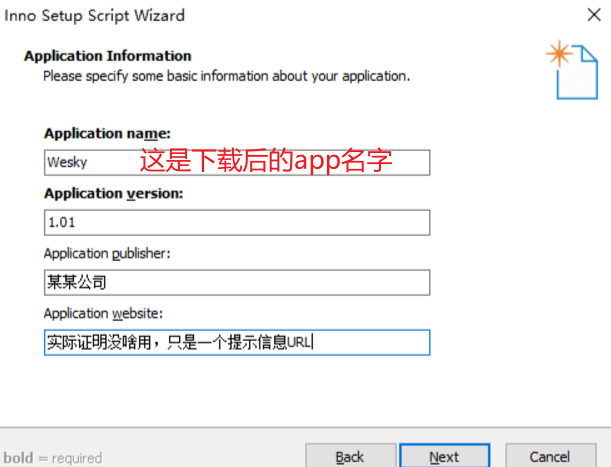 Inno Setup Script Wizard
Application Information
Please specify some basic information about your application.
Application name:
Wesky 这是下载后的app名字
Application version:
1.01
Application publisher:
某某公司
Application website:
实际证明没啥用，只是一个提示信息URL
bold = required
Back Next Cancel